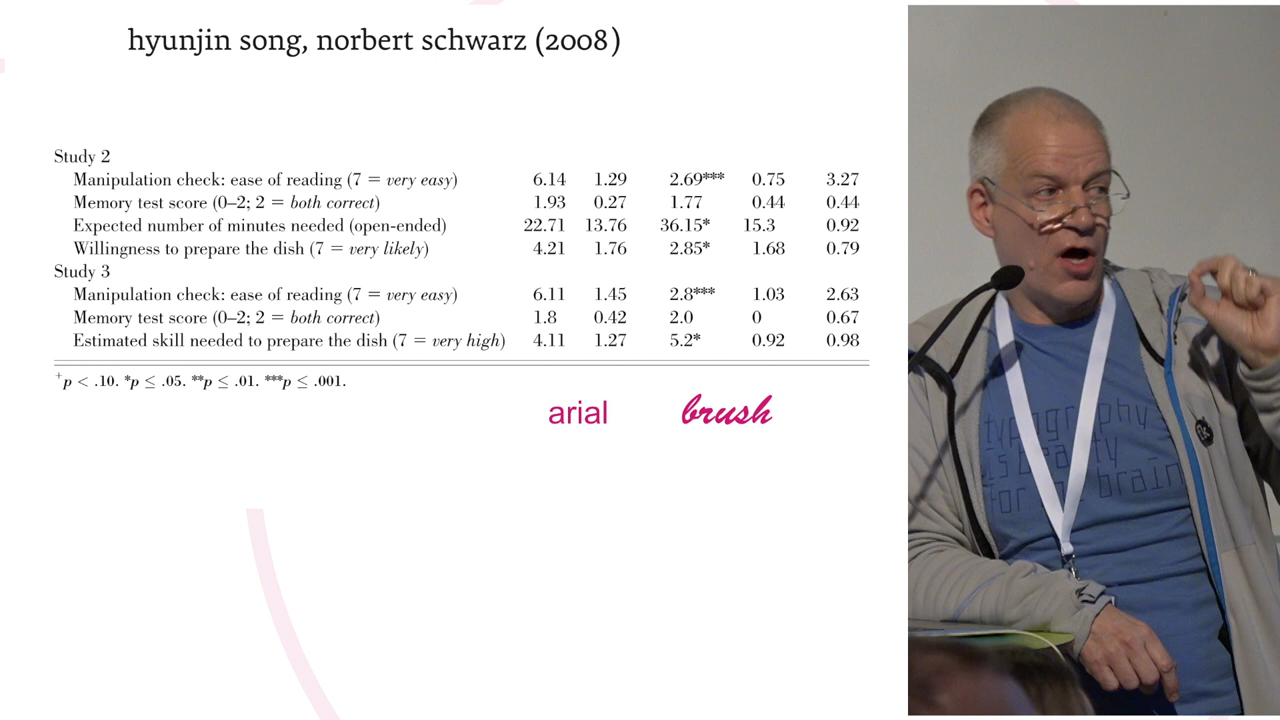 hyunjin song, norbert schwarz (2008)
Study 2
Manipulation check: ease of reading (7 = very easy) 6.14 1.29 2.69*** 0.75 3.27
Memory test score (0–2; 2 = both correct) 1.93 0.27 1.77 0.44 0.44
Expected number of minutes needed (open-ended) 22.71 13.76 36.15* 15.3 0.92
Willingness to prepare the dish (7 = very likely) 4.21 1.76 2.85* 1.68 0.79
Study 3
Manipulation check: ease of reading (7 = very easy) 6.11 1.45 2.8*** 1.03 2.63
Memory test score (0–2; 2 = both correct) 1.8 0.42 2.0 0 0.67
Estimated skill needed to prepare the dish (7 = very high) 4.11 1.27 5.2* 0.92 0.98
+p < .10. *p ≤ .05. **p ≤ .01. ***p ≤ .001.
arial brush
typography
is beauty
for brain